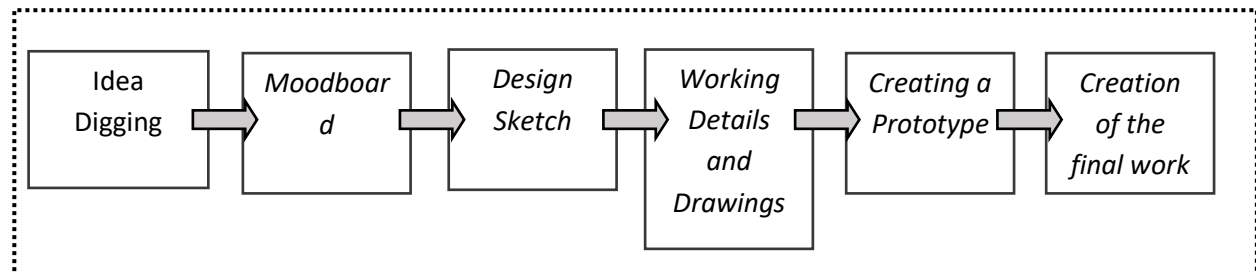 Idea
Digging
Moodboar
d
Design
Sketch
Working
Details
and
Drawings
Creating a
Prototype
Creation
of the
final work